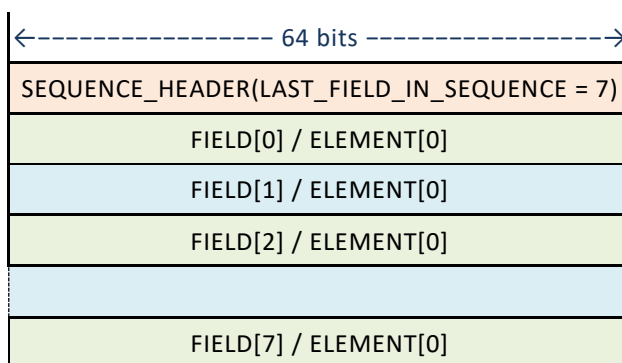 64 bits
SEQUENCE_HEADER(LAST_FIELD_IN_SEQUENCE = 7)
FIELD[0] / ELEMENT[0]
FIELD[1] / ELEMENT[0]
FIELD[2] / ELEMENT[0]
FIELD[7] / ELEMENT[0]